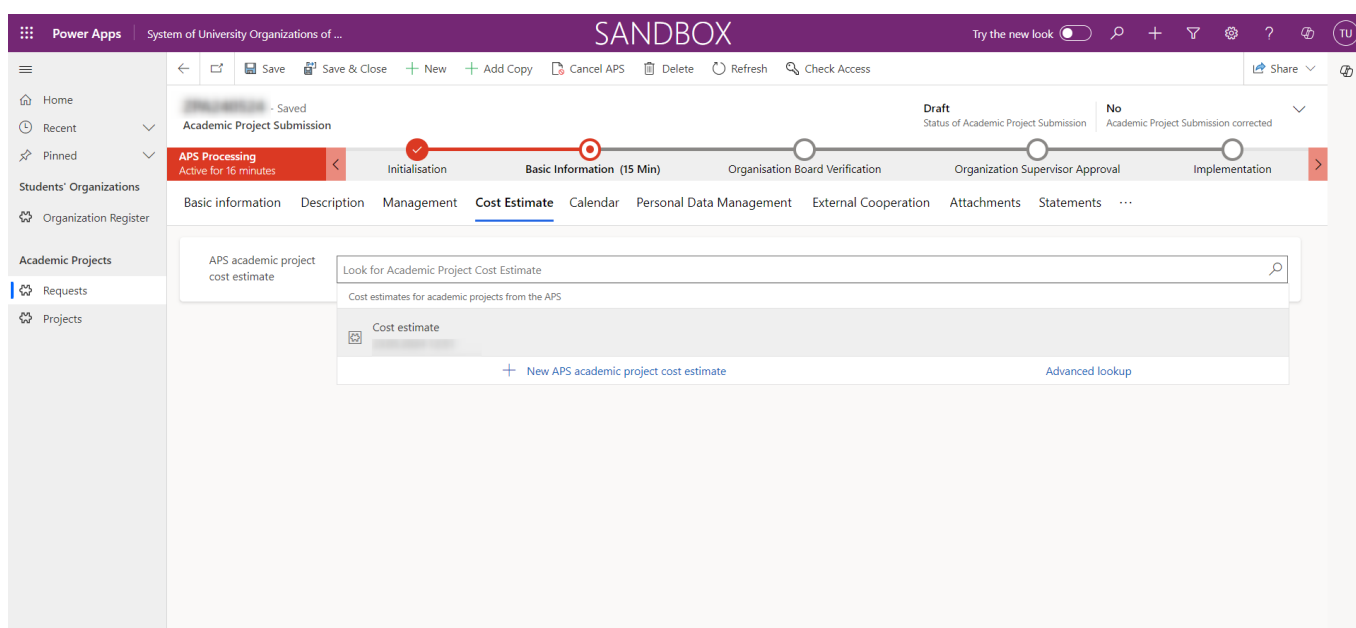 Power Apps
System of University Organizations of ...
SANDBOX
Try the new look
TU
Save
Save & Close
New
Add Copy
Cancel APS
Delete
Refresh
Check Access
Share
Home
Recent
Pinned
Students' Organizations
Organization Register
Academic Projects
Requests
Projects
- Saved
Academic Project Submission
Draft
Status of Academic Project Submission
No
Academic Project Submission corrected
APS Processing
Active for 16 minutes
Initialisation
Basic Information (15 Min)
Organisation Board Verification
Organization Supervisor Approval
Implementation
Basic information
Description
Management
Cost Estimate
Calendar
Personal Data Management
External Cooperation
Attachments
Statements
...
APS academic project
cost estimate
Look for Academic Project Cost Estimate
Cost estimates for academic projects from the APS
Cost estimate
New APS academic project cost estimate
Advanced lookup